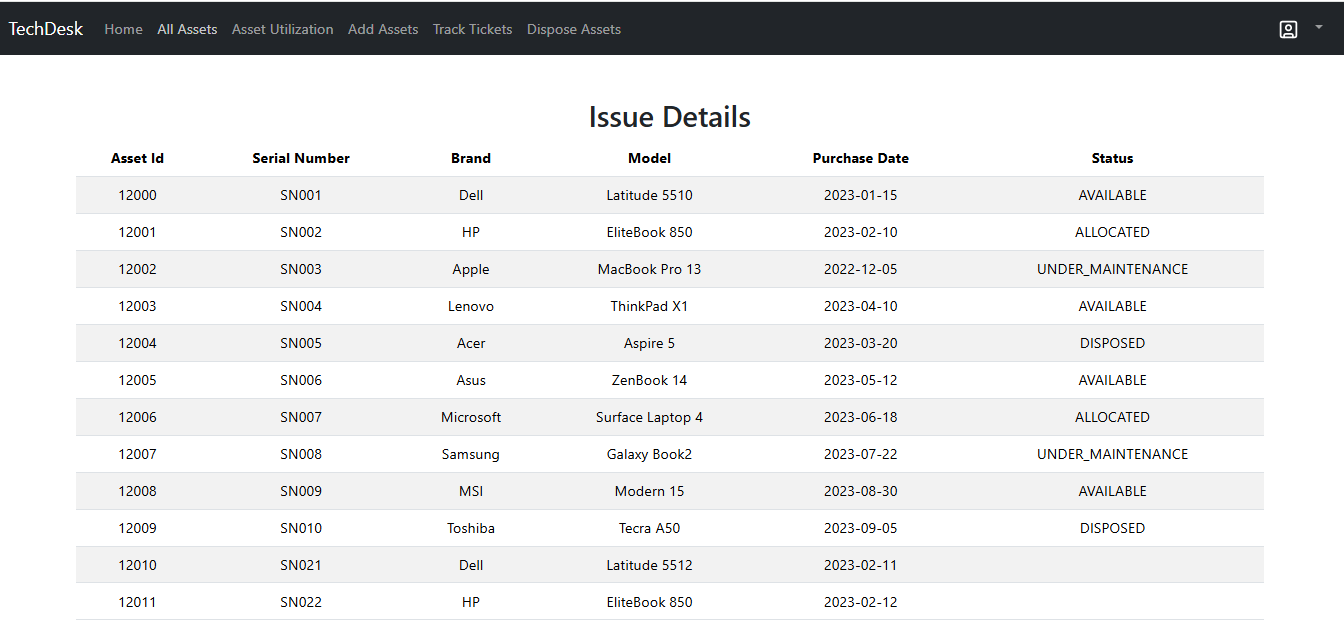 TechDesk Home All Assets Asset Utilization Add Assets Track Tickets Dispose Assets
Issue Details
Asset Id Serial Number Brand Model Purchase Date Status
12000 SN001 Dell Latitude 5510 2023-01-15 AVAILABLE
12001 SN002 HP EliteBook 850 2023-02-10 ALLOCATED
12002 SN003 Apple MacBook Pro 13 2022-12-05 UNDER_MAINTENANCE
12003 SN004 Lenovo ThinkPad X1 2023-04-10 AVAILABLE
12004 SN005 Acer Aspire 5 2023-03-20 DISPOSED
12005 SN006 Asus ZenBook 14 2023-05-12 AVAILABLE
12006 SN007 Microsoft Surface Laptop 4 2023-06-18 ALLOCATED
12007 SN008 Samsung Galaxy Book2 2023-07-22 UNDER_MAINTENANCE
12008 SN009 MSI Modern 15 2023-08-30 AVAILABLE
12009 SN010 Toshiba Tecra A50 2023-09-05 DISPOSED
12010 SN021 Dell Latitude 5512 2023-02-11
12011 SN022 HP EliteBook 850 2023-02-12